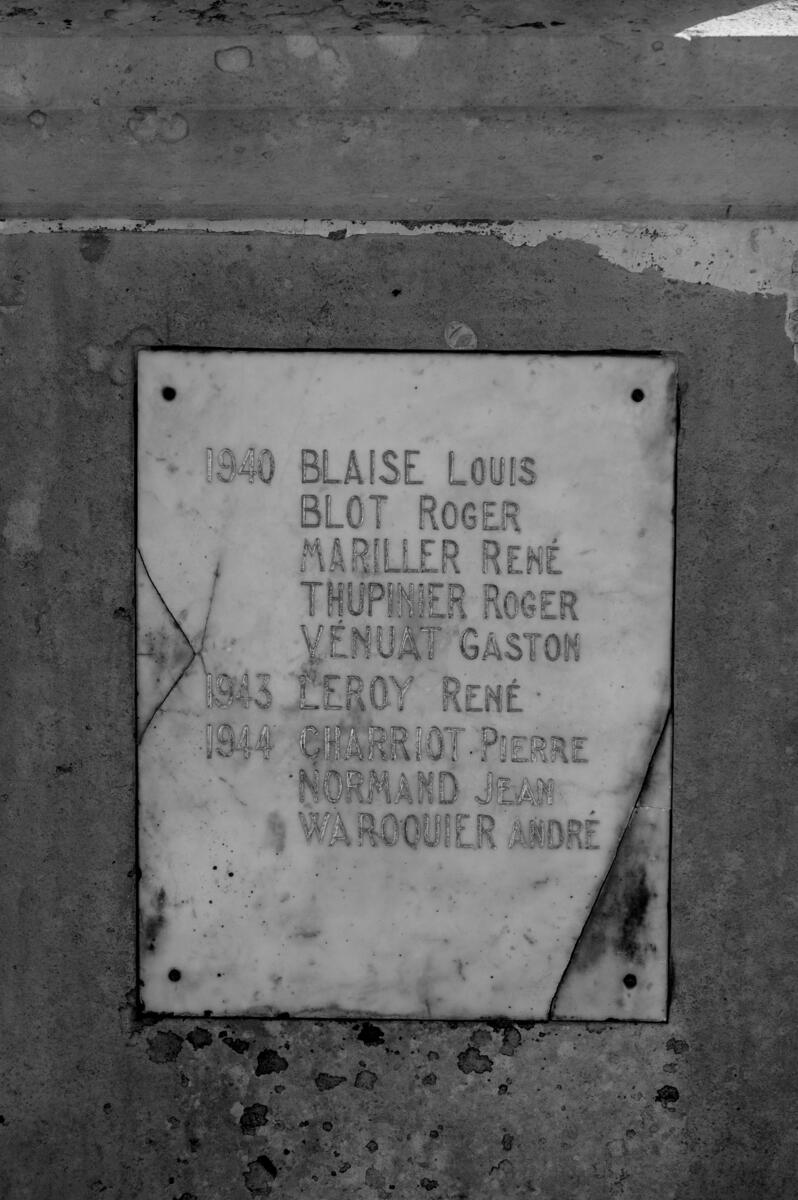 1940 BLAISE LOUIS
BLOT ROGER
MARILLER RENÉ
THUPINIER ROGER
VÉNUAT GASTON
1943 LEROY RENÉ
1944 CHARRIOT PIERRE
NORMAND JEAN
WAROQUIER ANDRÉ